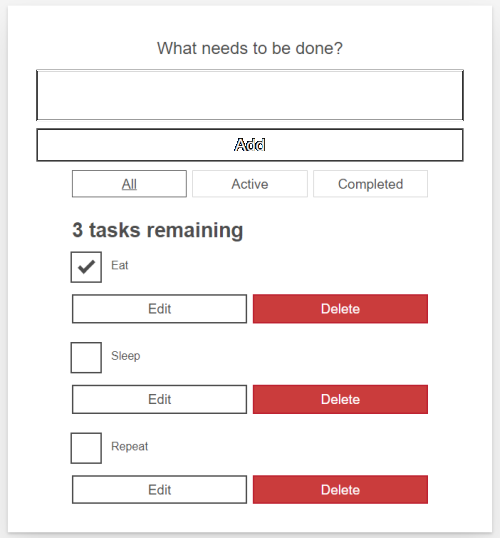 What needs to be done?
Add
All Active Completed
3 tasks remaining
Eat
Edit Delete
Sleep
Edit Delete
Repeat
Edit Delete